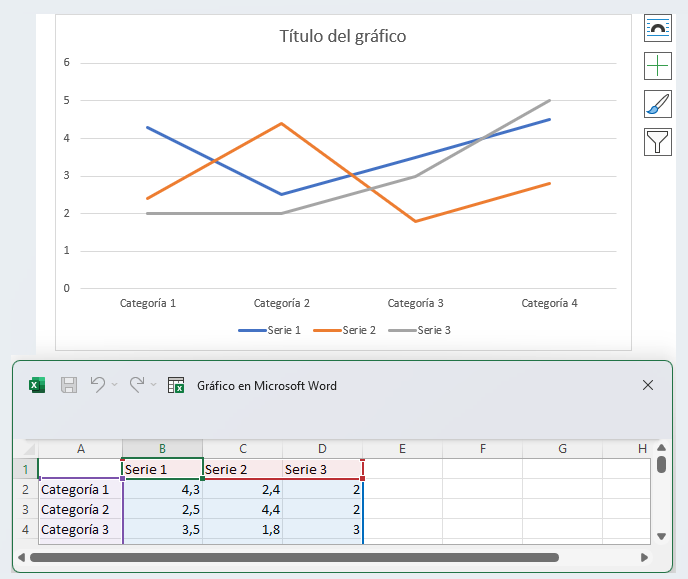 Título del gráfico
6
5
4
3
2
1
0
Categoría 1 Categoría 2 Categoría 3 Categoría 4
Serie 1 Serie 2 Serie 3
Gráfico en Microsoft Word
A B C D E F G H
1 Serie 1 Serie 2 Serie 3
2 Categoría 1 4,3 2,4 2
3 Categoría 2 2,5 4,4 2
4 Categoría 3 3,5 1,8 3